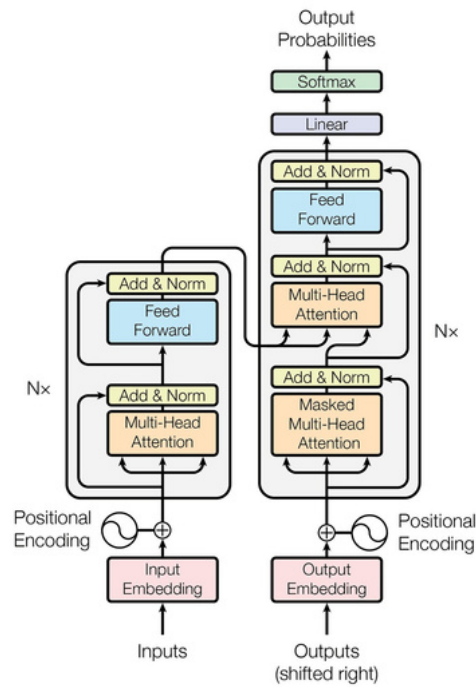 Output
Probabilities
Softmax
Linear
Add & Norm
Feed
Forward
Add & Norm
Multi-Head
Attention
N×
Add & Norm
Masked
Multi-Head
Attention
Add & Norm
Feed
Forward
N×
Add & Norm
Multi-Head
Attention
Positional
Encoding
Positional
Encoding
Input
Embedding
Output
Embedding
Inputs
Outputs
(shifted right)